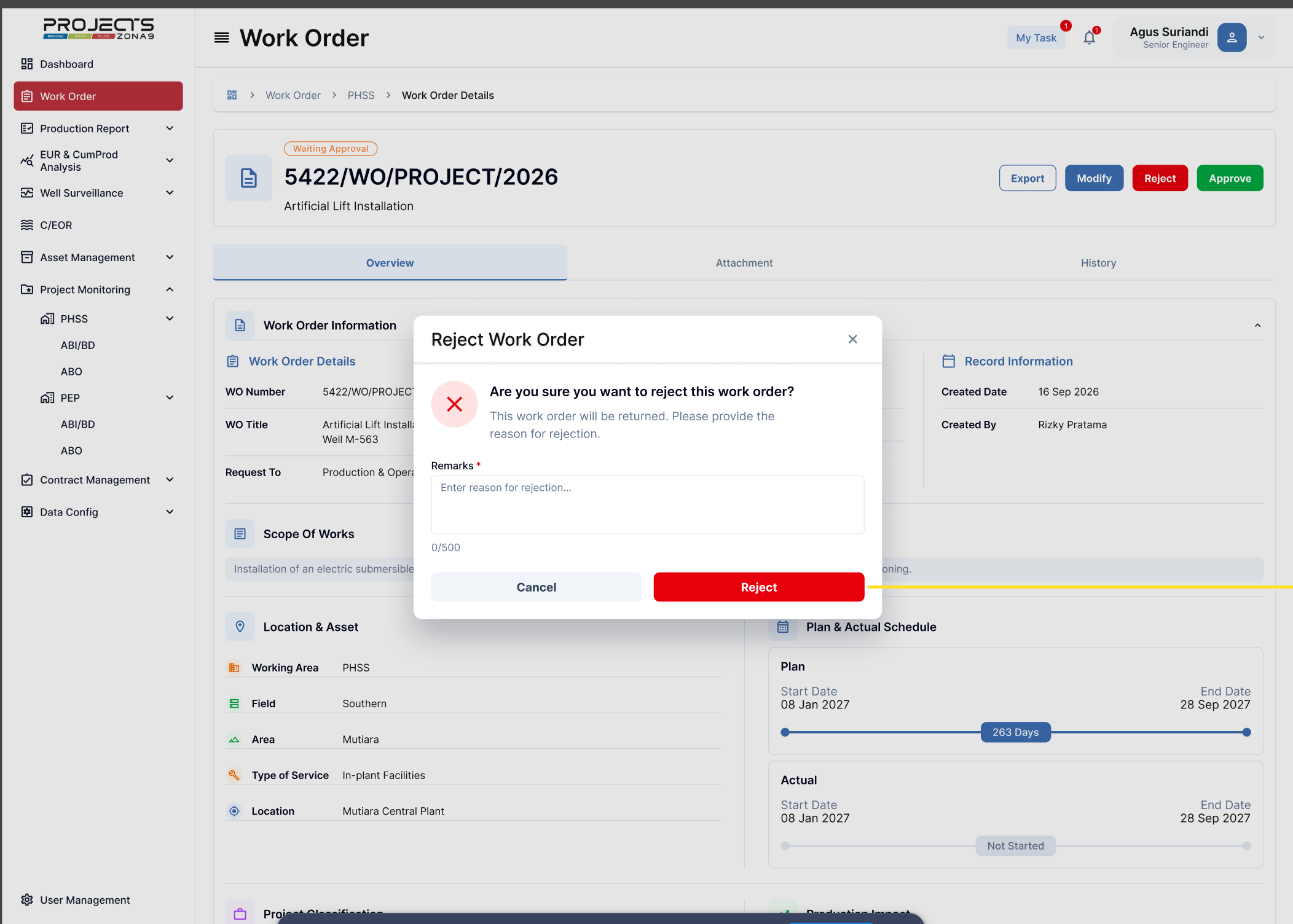 PROJECTS
ZONA9
Dashboard
Work Order
Production Report
EUR & CumProd
Analysis
Well Surveillance
C/EOR
Asset Management
Project Monitoring
PHSS
ABI/BD
ABO
PEP
ABI/BD
ABO
Contract Management
Data Config
User Management
Work Order
My Task
1
1
Agus Suriandi
Senior Engineer
Work Order
PHSS
Work Order Details
Waiting Approval
5422/WO/PROJECT/2026
Artificial Lift Installation
Export
Modify
Reject
Approve
Overview
Attachment
History
Work Order Information
Work Order Details
WO Number
5422/WO/PROJEC
WO Title
Artificial Lift Install
Well M-563
Request To
Production & Oper
Record Information
Created Date
16 Sep 2026
Created By
Rizky Pratama
Reject Work Order
Are you sure you want to reject this work order?
This work order will be returned. Please provide the
reason for rejection.
Remarks *
Enter reason for rejection...
0/500
Cancel
Reject
Scope Of Works
Installation of an electric submersible
oning.
Location & Asset
Working Area
PHSS
Field
Southern
Area
Mutiara
Type of Service
In-plant Facilities
Location
Mutiara Central Plant
Plan & Actual Schedule
Plan
Start Date
End Date
08 Jan 2027
28 Sep 2027
263 Days
Actual
Start Date
End Date
08 Jan 2027
28 Sep 2027
Not Started
Project Classification
Production Impact